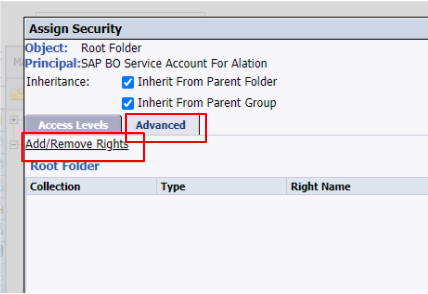 Assign Security
Object: Root Folder
Principal:SAP BO Service Account For Alation
Inheritance: Inherit From Parent Folder
Inherit From Parent Group
Access Levels Advanced
Add/Remove Rights
Root Folder
Collection Type Right Name